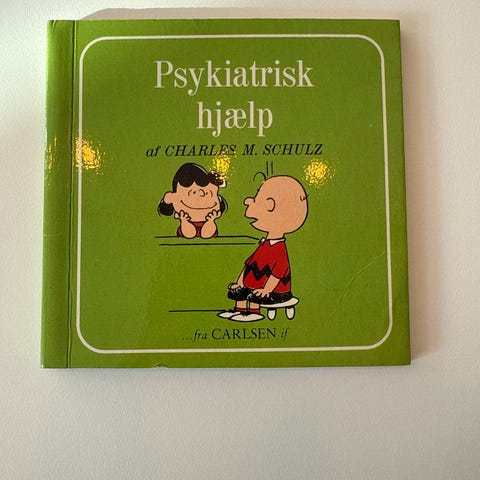 Psykiatrisk
hjælp
af CHARLES M. SCHULZ
...fra CARLSEN if